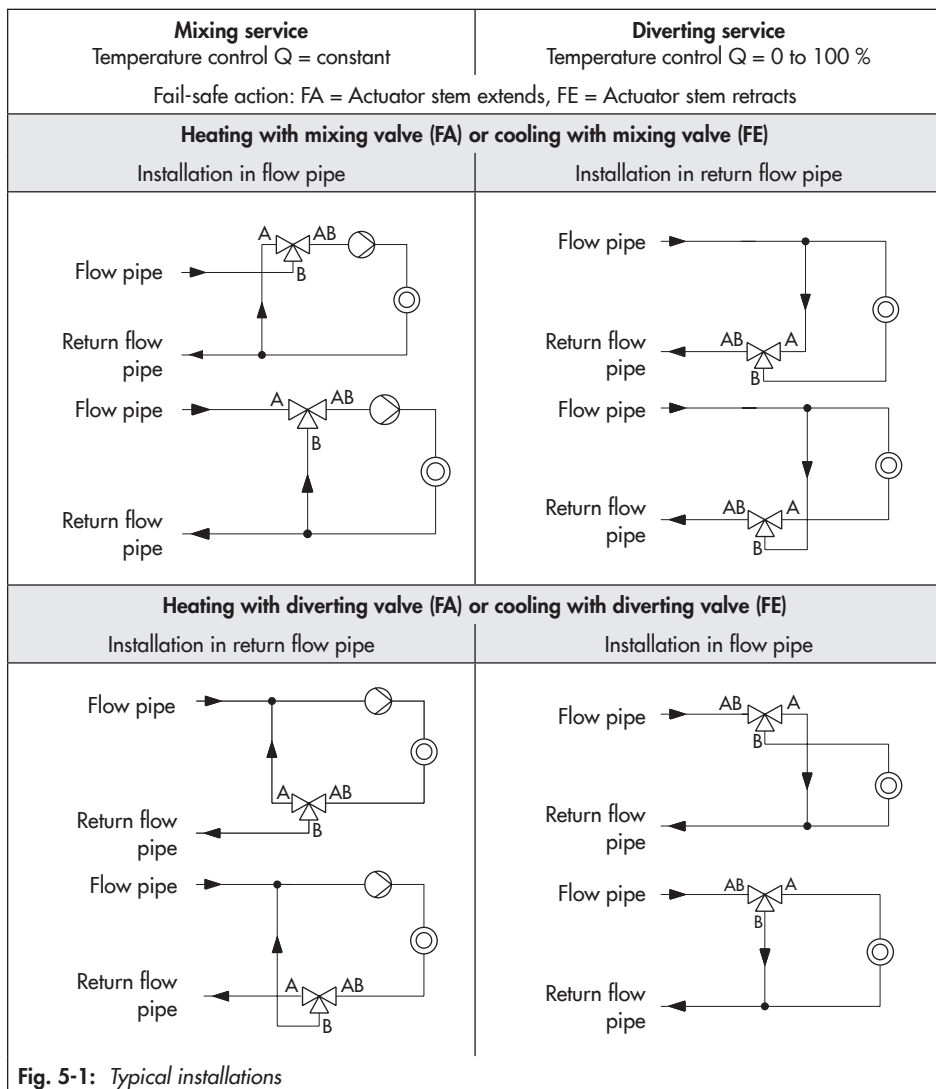 Mixing service
Temperature control Q = constant
Diverting service
Temperature control Q = 0 to 100 %
Fail-safe action: FA = Actuator stem extends, FE = Actuator stem retracts
Heating with mixing valve (FA) or cooling with mixing valve (FE)
Installation in flow pipe
Installation in return flow pipe
A AB
Flow pipe
B
Return flow
pipe
Flow pipe
A AB
B
Return flow
pipe
Flow pipe
Return flow
pipe
AB A
B
Flow pipe
Return flow
pipe
AB A
B
Heating with diverting valve (FA) or cooling with diverting valve (FE)
Installation in return flow pipe
Installation in flow pipe
Flow pipe
A AB
Return flow
pipe
B
Flow pipe
Return flow
pipe
A AB
B
Flow pipe
AB A
B
Return flow
pipe
Flow pipe
AB A
B
Return flow
pipe
Fig. 5-1: Typical installations